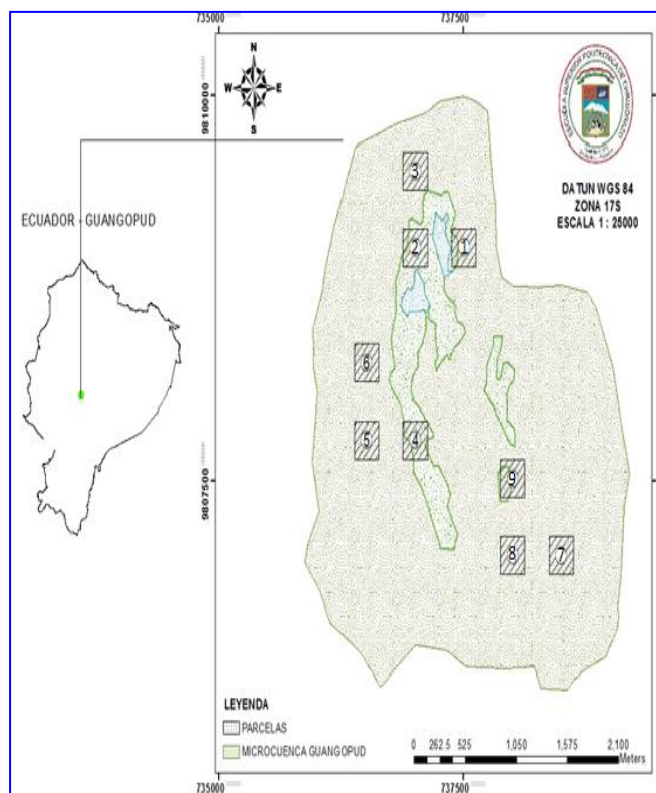 735000
737500
N
W E
S
9810000
ECUADOR - GUANGOPUD
DATUN WGS 84
ZONA 17S
ESCALA 1 : 25000
3
2
1
6
5
4
9
8
7
9807500
LEYENDA
PARCELAS
MICROCUENCA GUANGOPUD
0 262.5 525 1,050 1,575 2,100
Meters
735000
737500